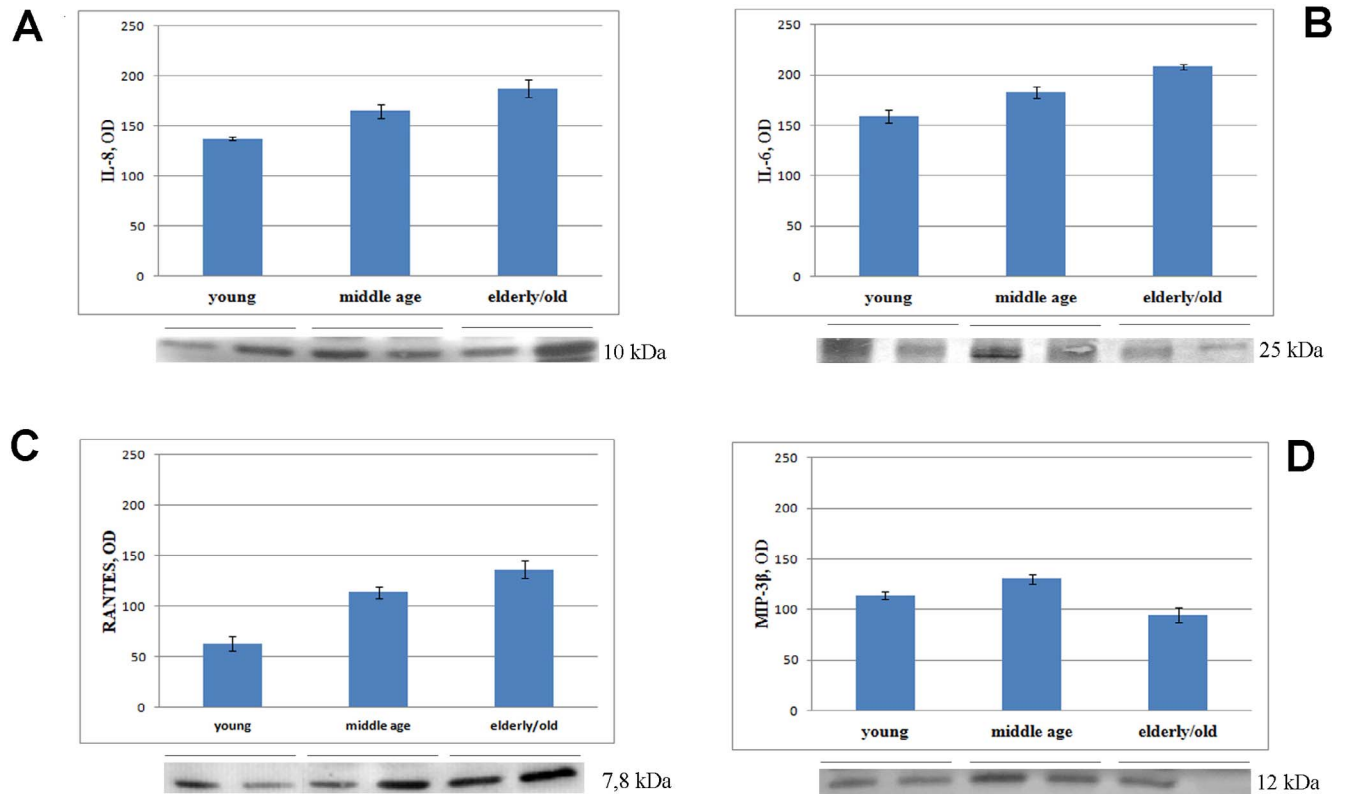 A
250
200
150
100
50
0
IL-8, OD
young middle age elderly/old
10 kDa
B
250
200
150
100
50
0
IL-6, OD
young middle age elderly/old
25 kDa
C
250
200
150
100
50
0
RANTES, OD
young middle age elderly/old
7,8 kDa
D
250
200
150
100
50
0
MIP-3β, OD
young middle age elderly/old
12 kDa